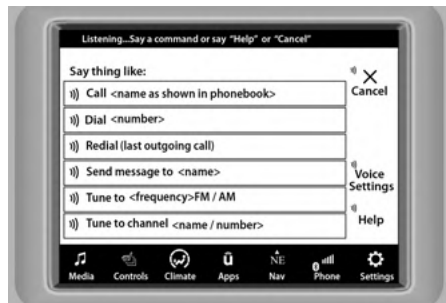 Listening...Say a command or say "Help" or "Cancel"
Say thing like:
Call <name as shown in phonebook>
Dial <number>
Redial (last outgoing call)
Send message to <name>
Tune to <frequency>FM / AM
Tune to channel <name / number>
Cancel
Voice
Settings
Help
û
NE
Media
Controls
Climate
Apps
Nav
Phone
Settings